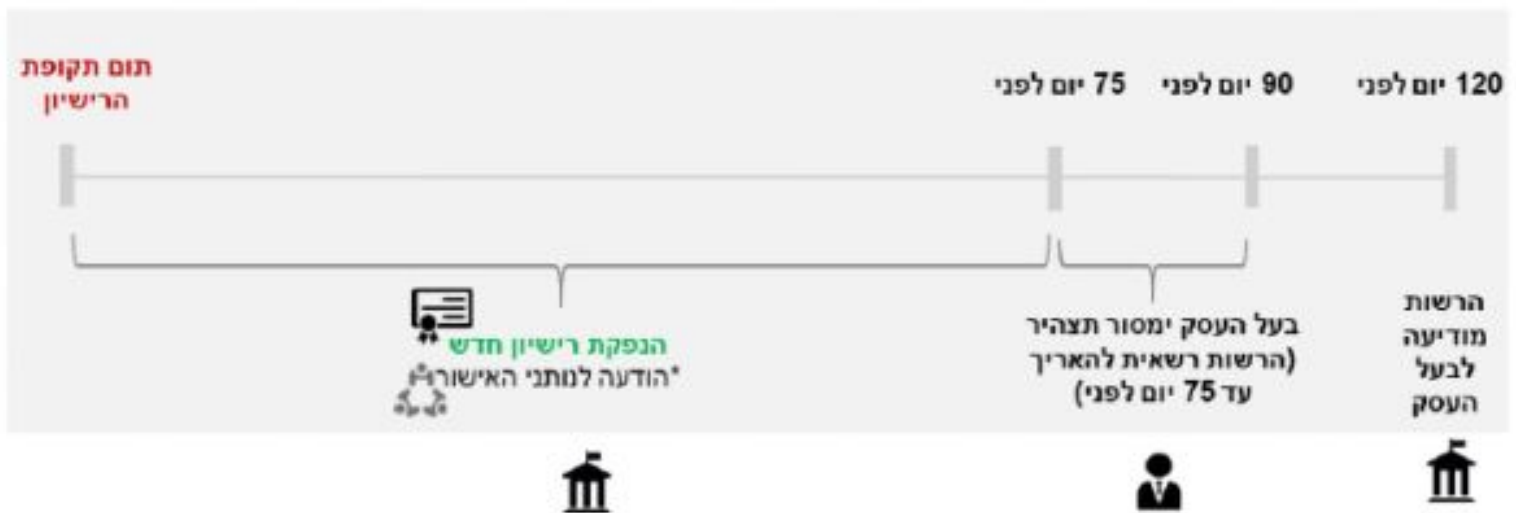 120 יום לפני
90 יום לפני
75 יום לפני
תום תקופת
הרישיון
הרשות
מודיעה
לבעל
העסק
בעל העסק ימסור תצהיר
(הרשות רשאית להאריך
עד 75 יום לפני)
הנפקת רישיון חדש
*הודעה לנותני האישור